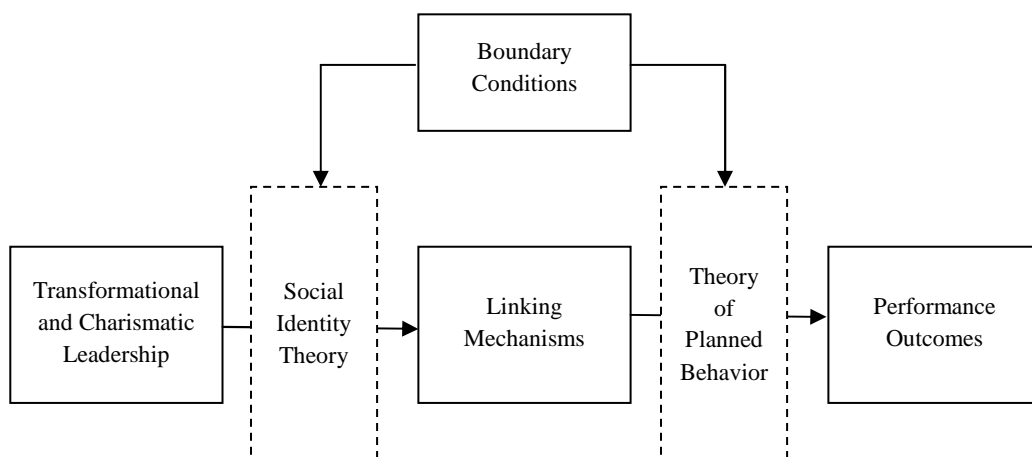 Boundary
Conditions
Transformational
and Charismatic
Leadership
Social
Identity
Theory
Linking
Mechanisms
Theory
of
Planned
Behavior
Performance
Outcomes